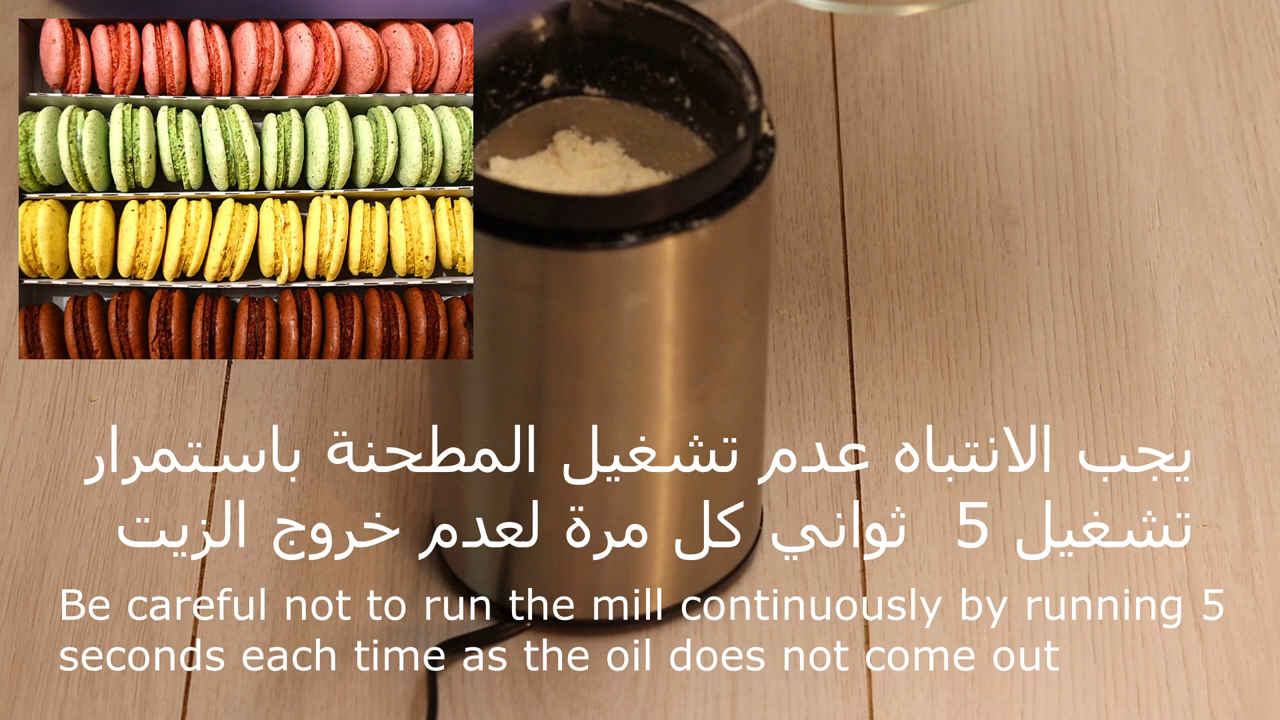 يجب الانتباه عدم تشغيل المطحنة باستمرار
تشغيل 5 ثواني كل مرة لعدم خروج الزيت
Be careful not to run the mill continuously by running 5
seconds each time as the oil does not come out